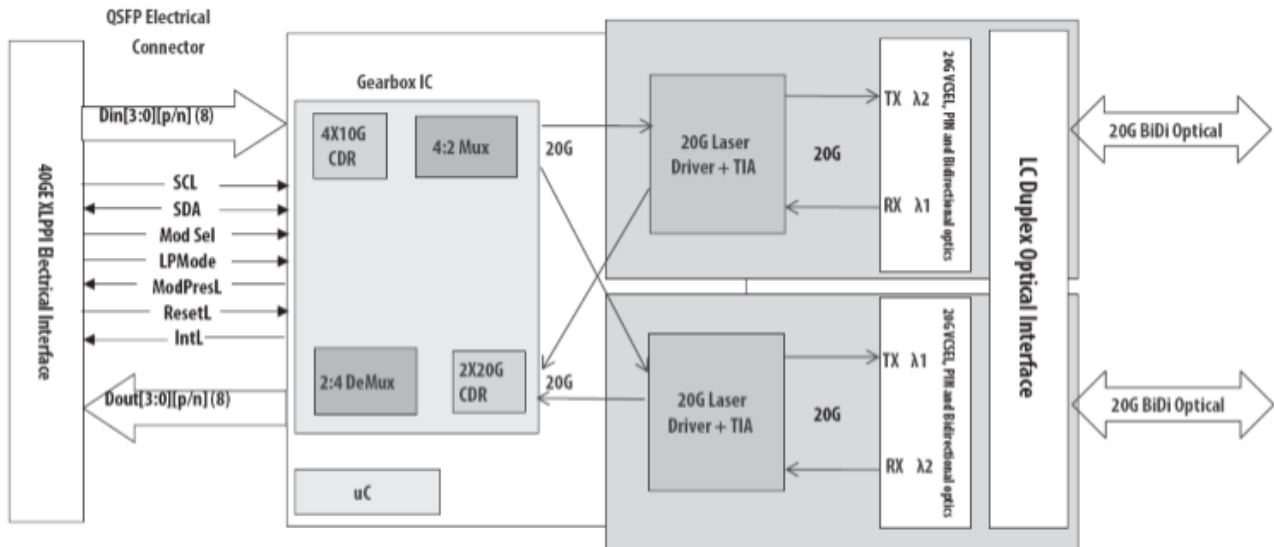 QSFP Electrical
Connector
40GE XLPPI Electrical Interface
Din[3:0][p/n] (8)
SCL
SDA
Mod Sel
LPMode
ModPresL
ResetL
IntL
Dout[3:0][p/n] (8)
Gearbox IC
4X10G
CDR
4:2 Mux
2:4 DeMux
2X20G
CDR
uC
20G
20G
20G Laser
Driver + TIA
20G
TX λ2
RX λ1
20G VCSEL, PIN and Bidirectional optics
20G Laser
Driver + TIA
20G
TX λ1
RX λ2
20G VCSEL, PIN and Bidirectional optics
LC Duplex Optical Interface
20G BiDi Optical
20G BiDi Optical